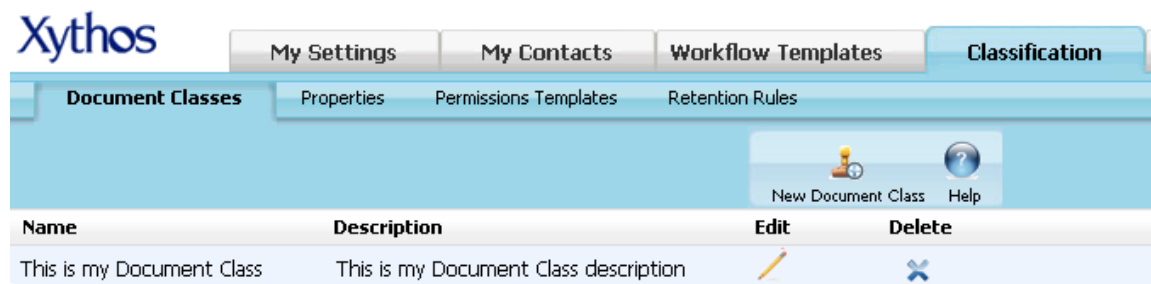 Xythos
My Settings My Contacts Workflow Templates Classification
Document Classes Properties Permissions Templates Retention Rules
?
New Document Class Help
Name Description Edit Delete
This is my Document Class This is my Document Class description